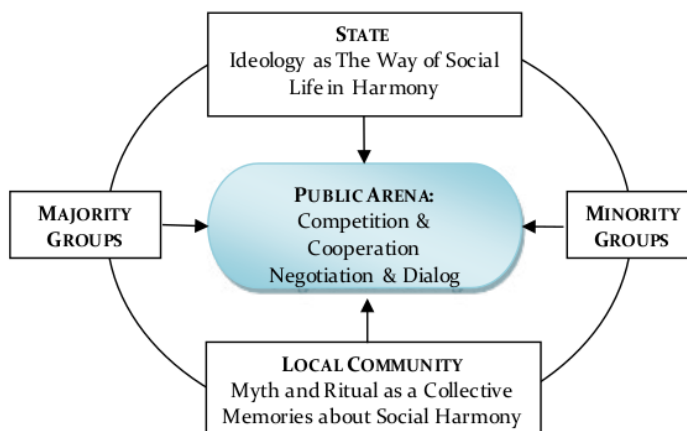 STATE
Ideology as The Way of Social
Life in Harmony
MAJORITY
GROUPS
PUBLIC ARENA:
Competition &
Cooperation
Negotiation & Dialog
MINORITY
GROUPS
LOCAL COMMUNITY
Myth and Ritual as a Collective
Memories about Social Harmony